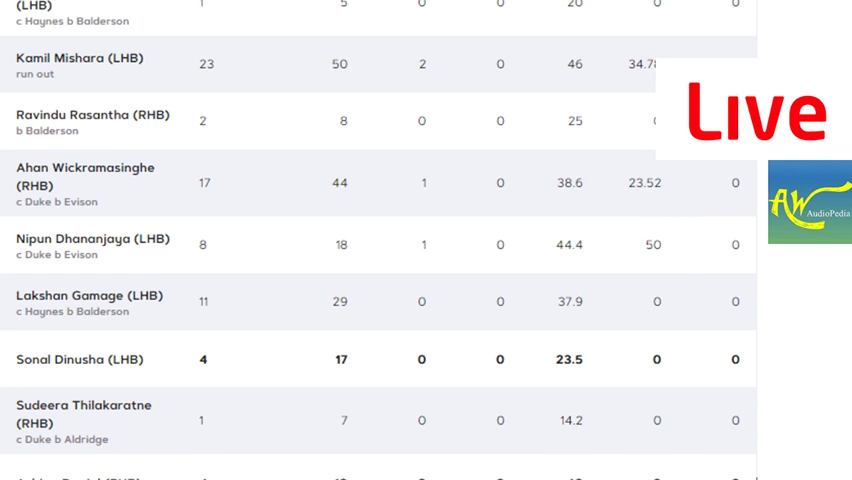 (LHB) 1 5 0 0 20 0 0
c Haynes b Balderson
Kamil Mishara (LHB) 23 50 2 0 46 34.78
run out
Ravindu Rasantha (RHB) 2 8 0 0 25
b Balderson
Ahan Wickramasinghe
(RHB) 17 44 1 0 38.6 23.52 0
c Duke b Evison
Nipun Dhananjaya (LHB) 8 18 1 0 44.4 50 0
c Duke b Evison
Lakshan Gamage (LHB) 11 29 0 0 37.9 0 0
c Haynes b Balderson
Sonal Dinusha (LHB) 4 17 0 0 23.5 0 0
Sudeera Thilakaratne
(RHB) 1 7 0 0 14.2 0 0
c Duke b Aldridge
Live
AW AudioPedia